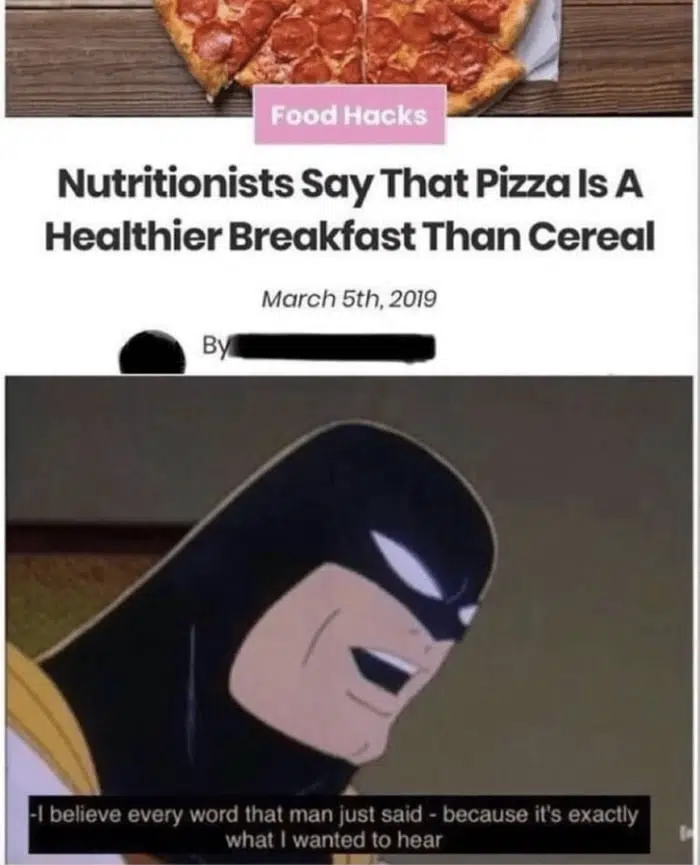 Food Hacks
Nutritionists Say That Pizza Is A
Healthier Breakfast Than Cereal
March 5th, 2019
By
-I believe every word that man just said - because it's exactly
what I wanted to hear